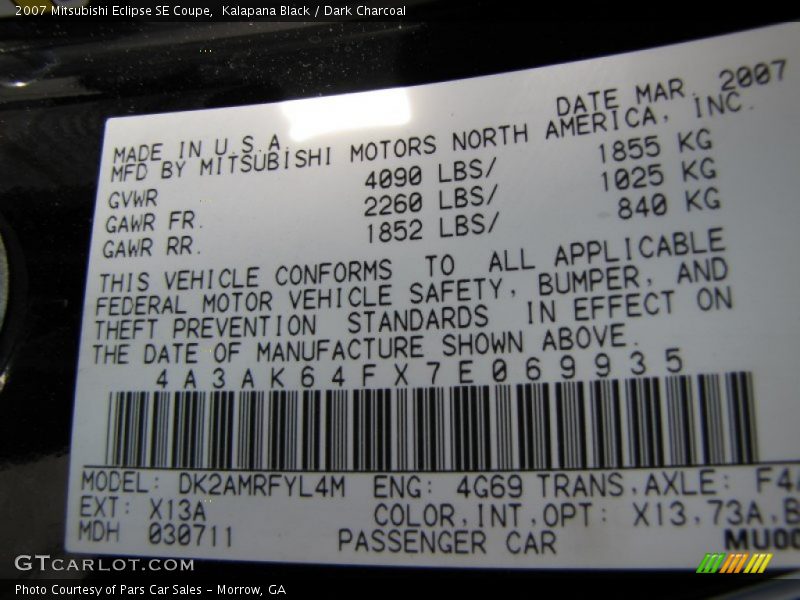 2007 Mitsubishi Eclipse SE Coupe, Kalapana Black / Dark Charcoal
MADE IN U.S.A. DATE MAR. 2007
MFD BY MITSUBISHI MOTORS NORTH AMERICA, INC.
GVWR 4090 LBS/ 1855 KG
GAWR FR. 2260 LBS/ 1025 KG
GAWR RR. 1852 LBS/ 840 KG
THIS VEHICLE CONFORMS TO ALL APPLICABLE
FEDERAL MOTOR VEHICLE SAFETY, BUMPER, AND
THEFT PREVENTION STANDARDS IN EFFECT ON
THE DATE OF MANUFACTURE SHOWN ABOVE.
4A3AK64FX7E069935
MODEL: DK2AMRFYL4M ENG: 4G69 TRANS.AXLE: F4A
EXT: X13A COLOR.INT.OPT: X13.73A.B
MDH 030711 PASSENGER CAR MU00
GTCARLOT.COM
Photo Courtesy of Pars Car Sales - Morrow, GA